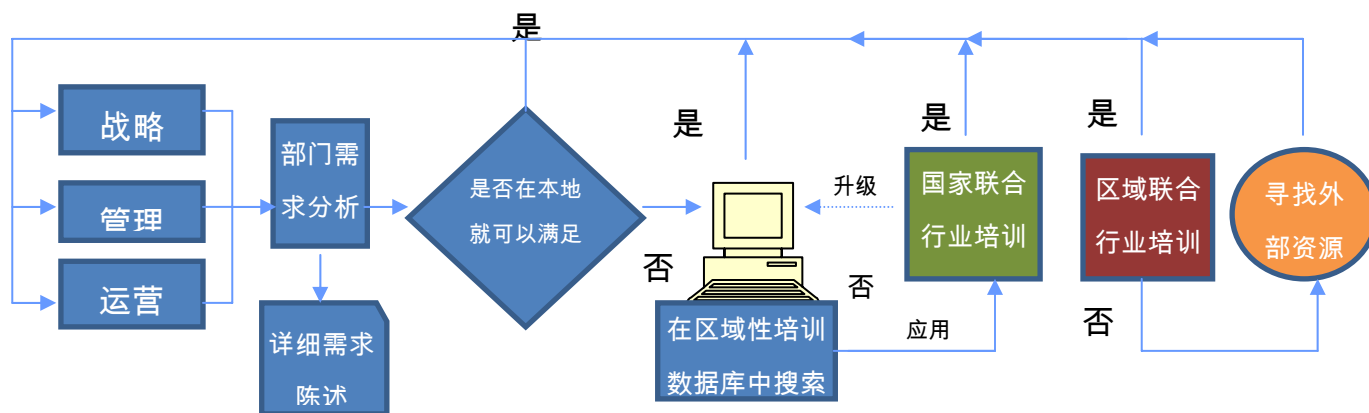 是
战略
管理
运营
部门需
求分析
详细需求
陈述
是否在本地
就可以满足
否
是
在区域性培训
数据库中搜索
升级
否
应用
是
国家联合
行业培训
是
区域联合
行业培训
否
寻找外
部资源